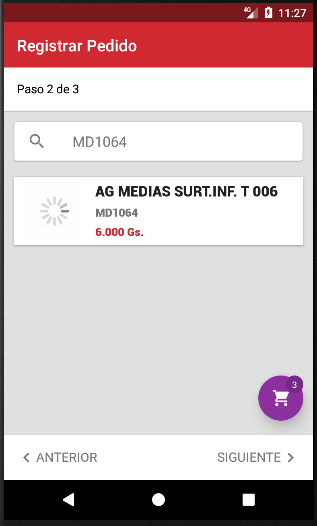 4G 11:27
Registrar Pedido
Paso 2 de 3
MD1064
AG MEDIAS SURT.INF. T 006
MD1064
6.000 Gs.
3
ANTERIOR SIGUIENTE